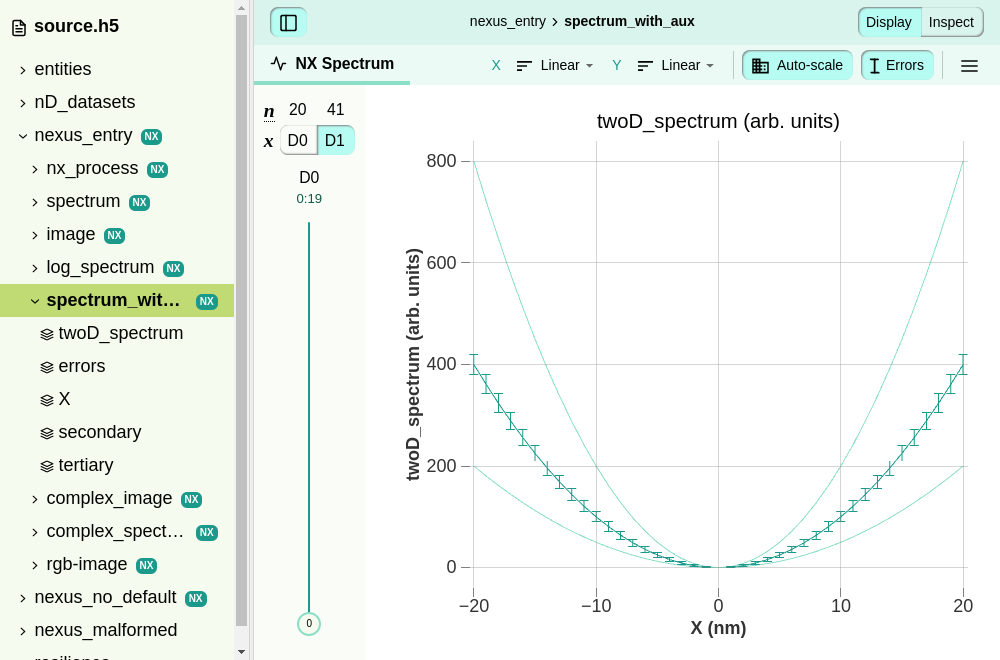 source.h5
entities
nD_datasets
nexus_entry NX
nx_process NX
spectrum NX
image NX
log_spectrum NX
spectrum_wit... NX
twoD_spectrum
errors
X
secondary
tertiary
complex_image NX
complex_spect... NX
rgb-image NX
nexus_no_default NX
nexus_malformed
nexus_entry > spectrum_with_aux
Display Inspect
NX Spectrum
X Linear Y Linear Auto-scale Errors
n 20 41
x D0 D1
D0
0:19
0
twoD_spectrum (arb. units)
800
600
400
200
0
twoD_spectrum (arb. units)
−20 −10 0 10 20
X (nm)